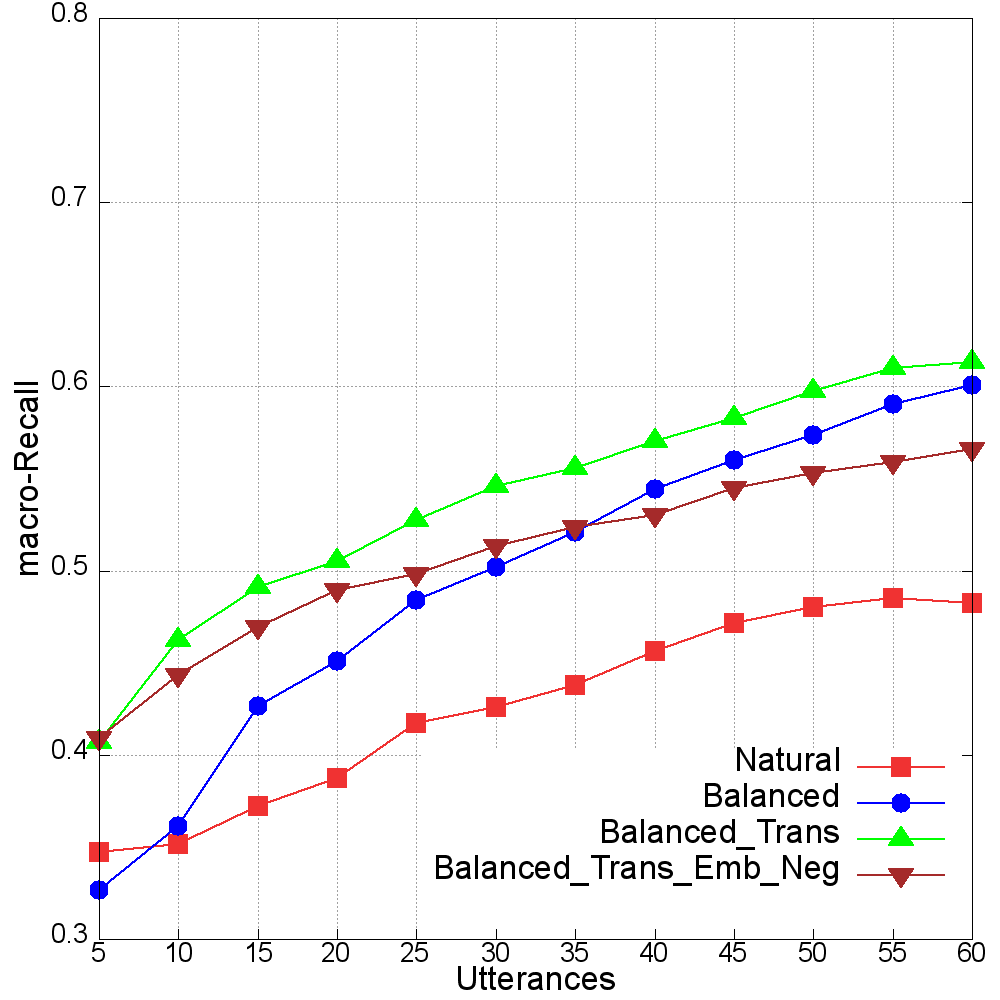 0.8
0.7
0.6
0.5
0.4
0.3
macro-Recall
Natural
Balanced
Balanced_Trans
Balanced_Trans_Emb_Neg
5 10 15 20 25 30 35 40 45 50 55 60
Utterances